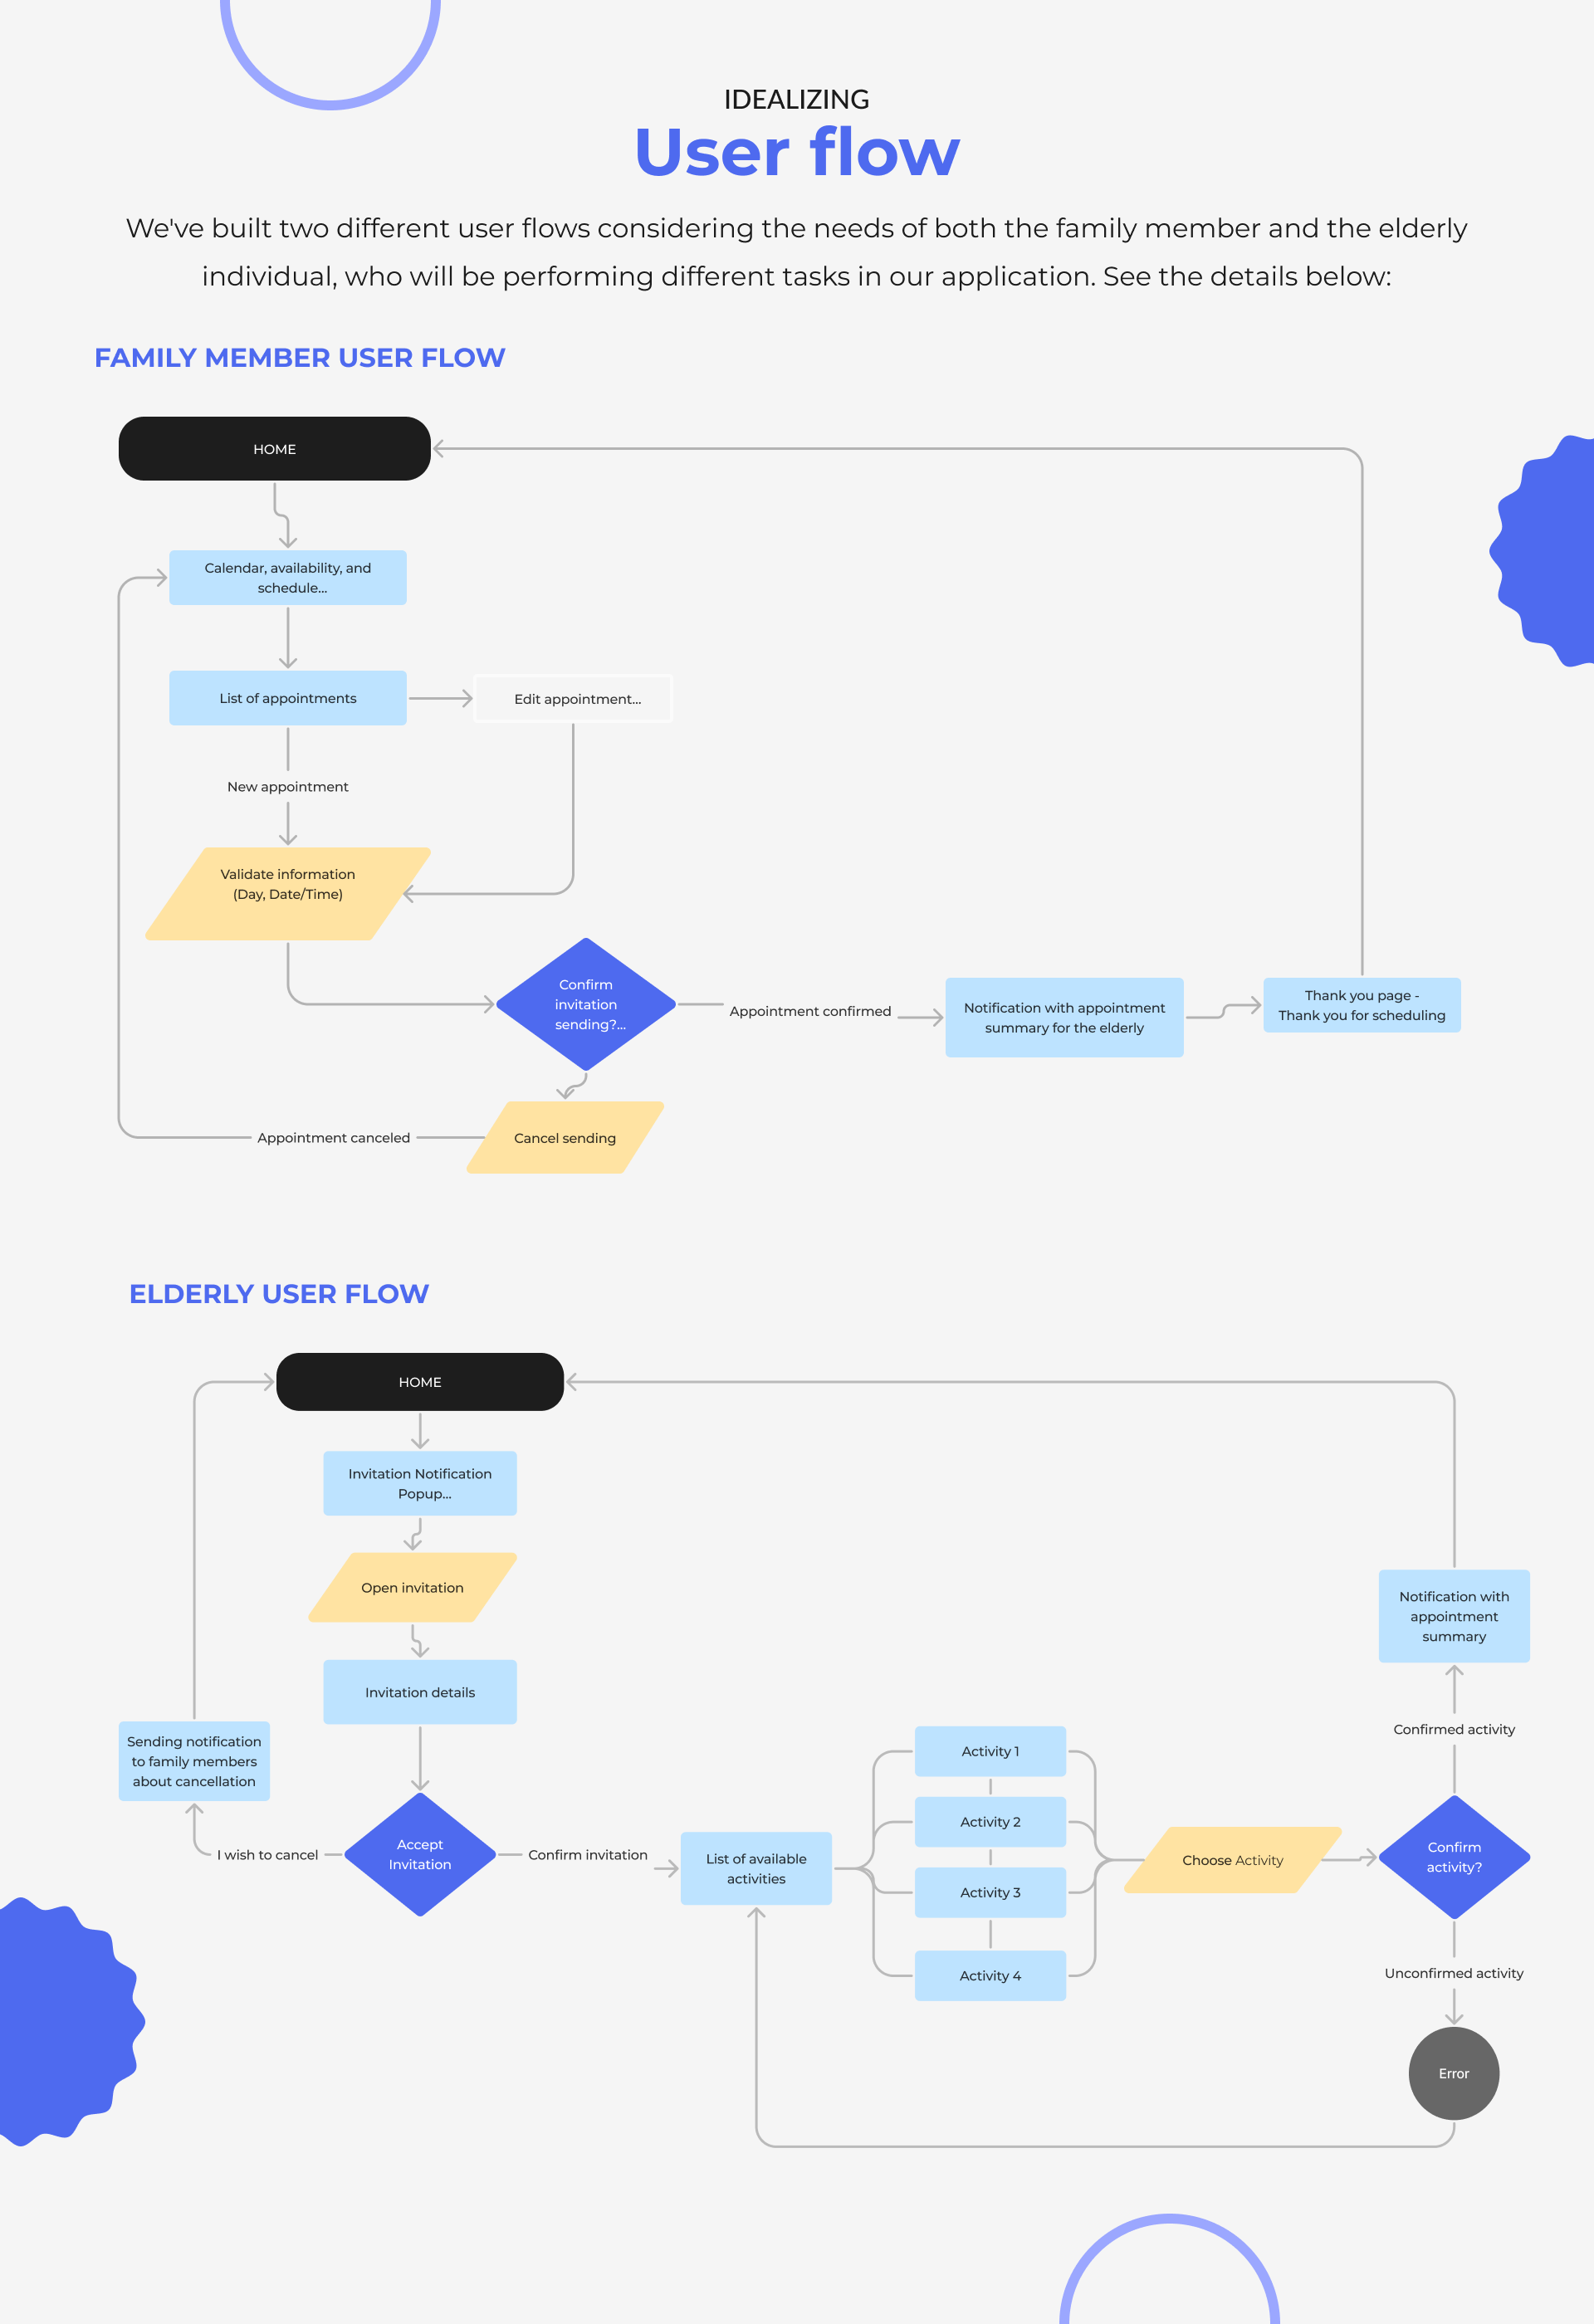 IDEALIZING
User flow
We've built two different user flows considering the needs of both the family member and the elderly
individual, who will be performing different tasks in our application. See the details below:
FAMILY MEMBER USER FLOW
HOME
Calendar, availability, and
schedule...
List of appointments
Edit appointment...
New appointment
Validate information
(Day, Date/Time)
Confirm
invitation
sending?...
Appointment confirmed
Notification with appointment
summary for the elderly
Thank you page -
Thank you for scheduling
Cancel sending
Appointment canceled
ELDERLY USER FLOW
HOME
Invitation Notification
Popup...
Open invitation
Invitation details
Sending notification
to family members
about cancellation
I wish to cancel
Accept
Invitation
Confirm invitation
List of available
activities
Activity 1
Activity 2
Activity 3
Activity 4
Choose Activity
Confirm
activity?
Confirmed activity
Notification with
appointment
summary
Unconfirmed activity
Error